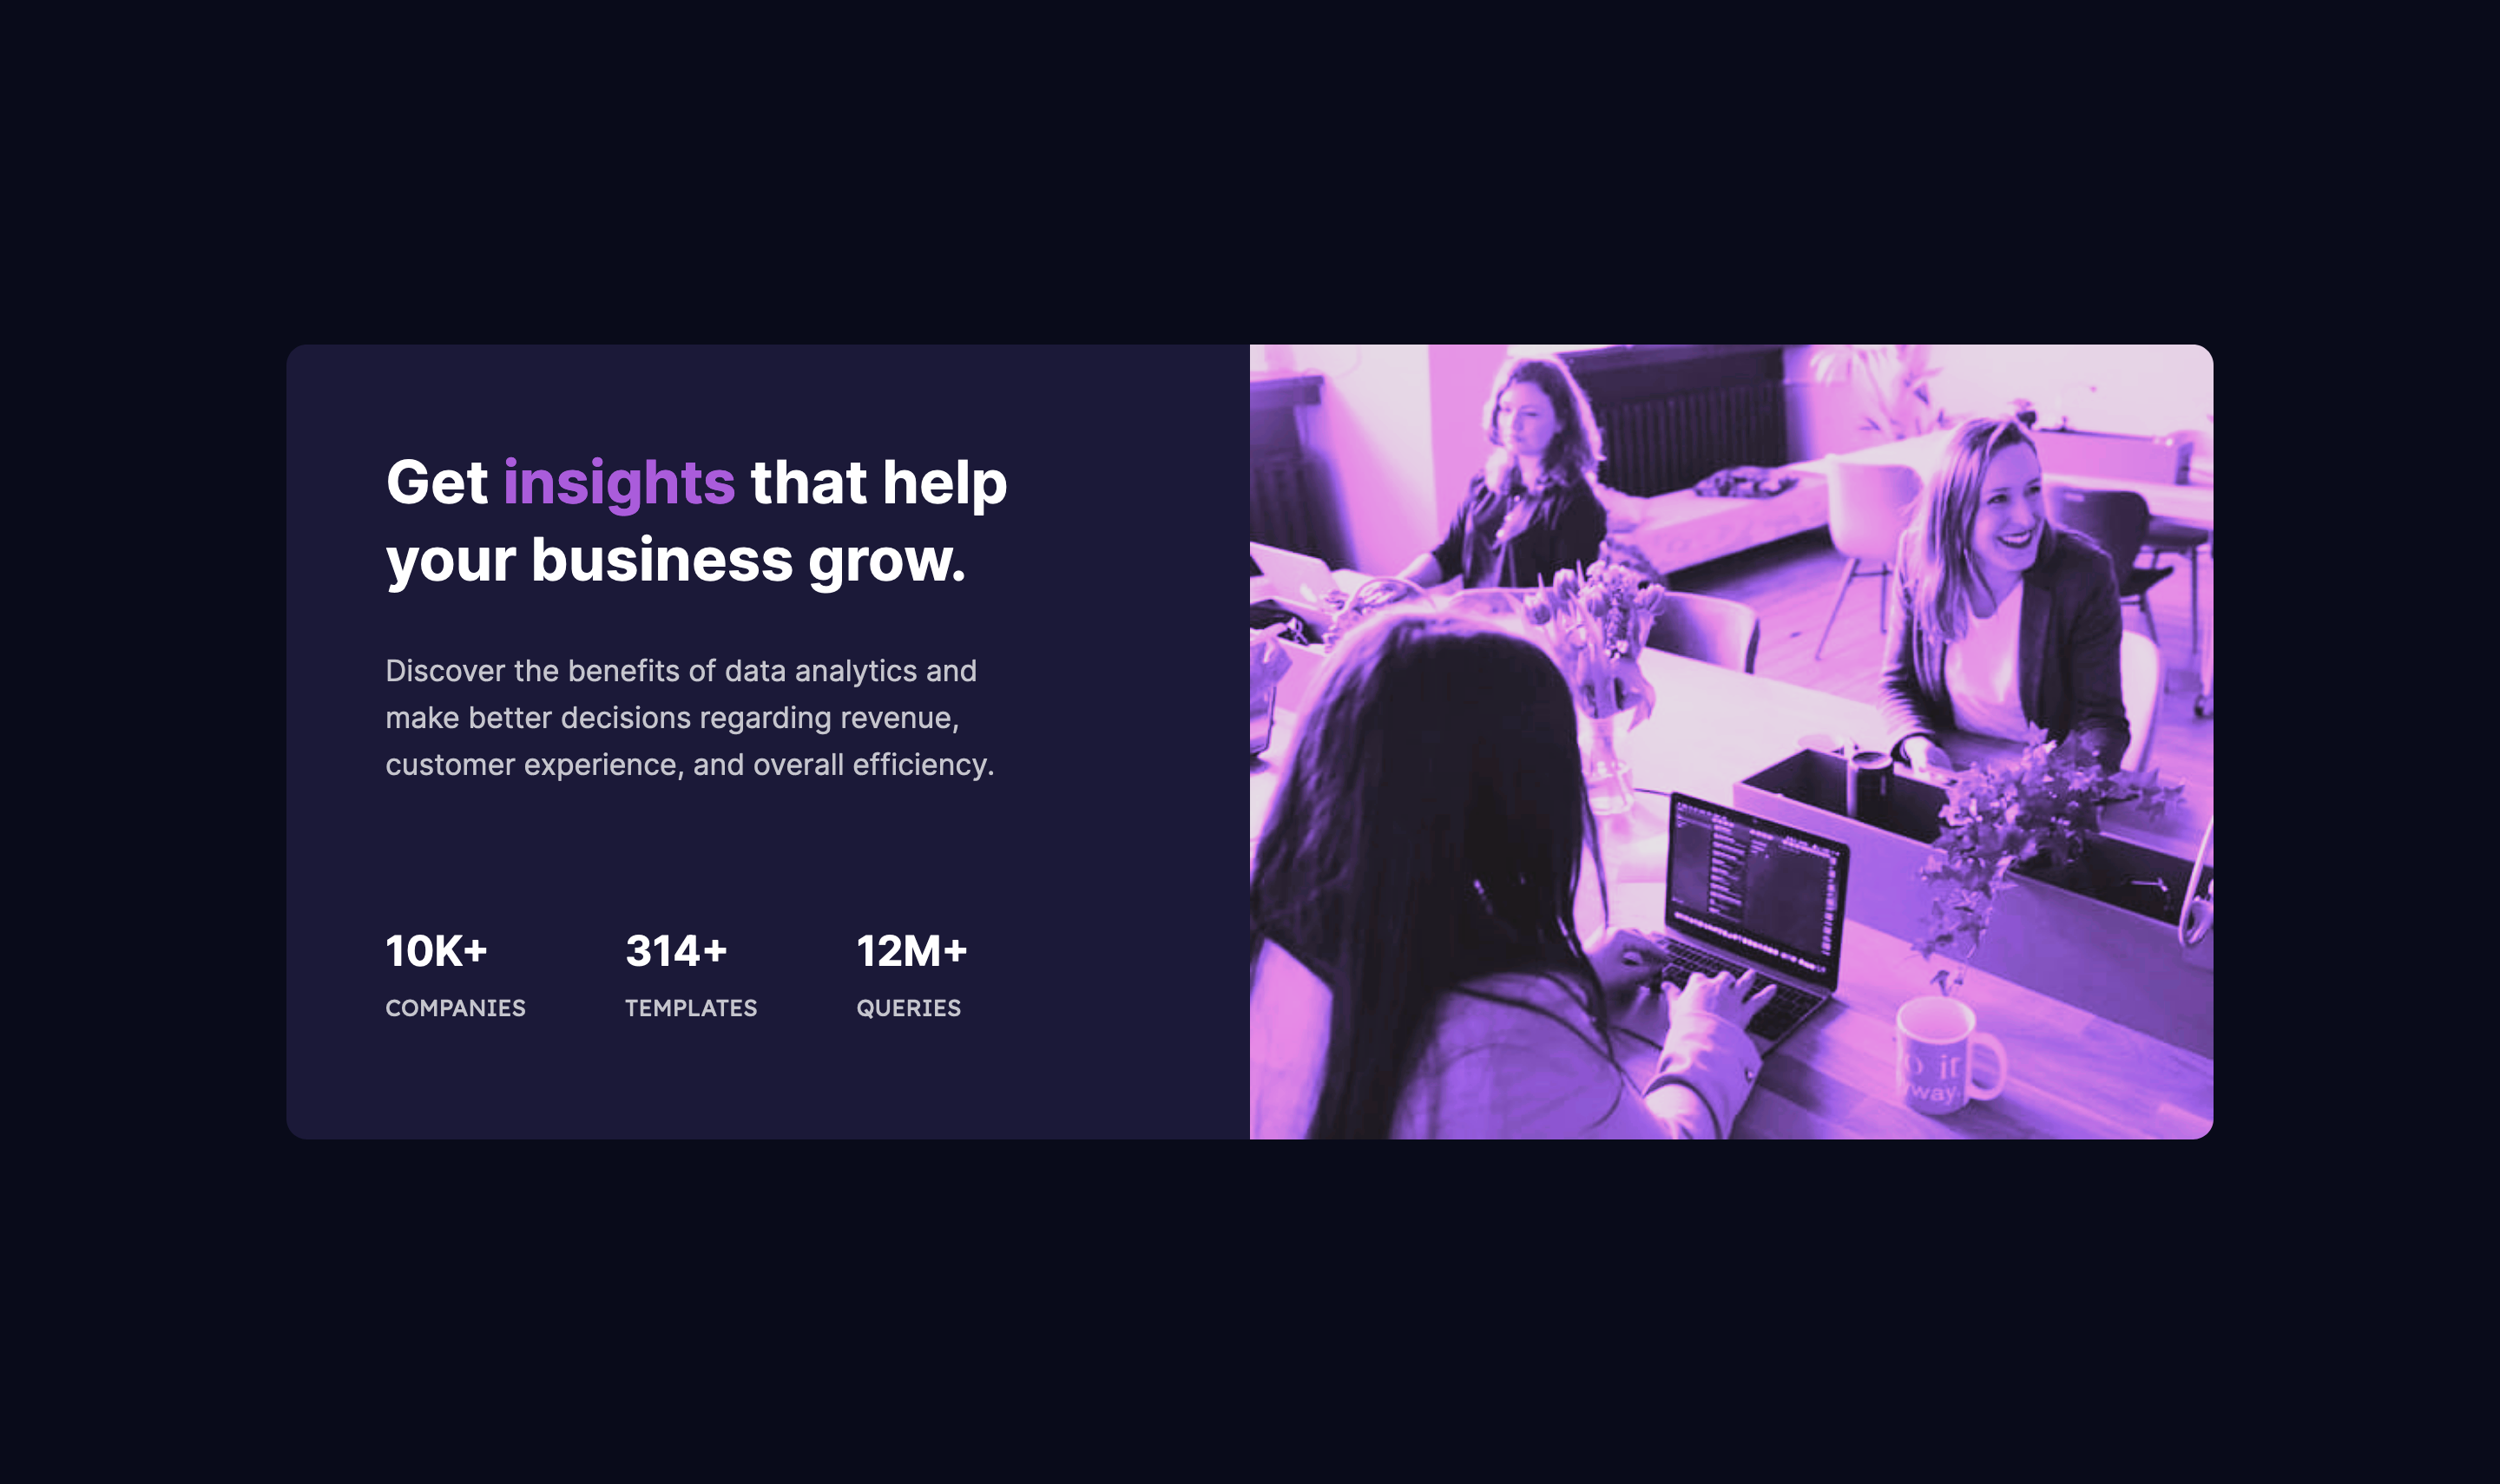 Get insights that help
your business grow.
Discover the benefits of data analytics and
make better decisions regarding revenue,
customer experience, and overall efficiency.
10K+ 314+ 12M+
COMPANIES TEMPLATES QUERIES